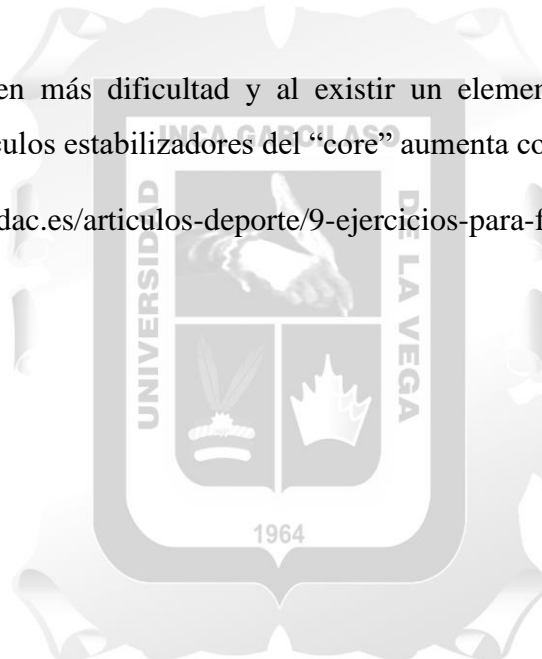 en más dificultad y al existir un elemen
culos estabilizadores del “core” aumenta co
INCA GARCILASO
dac.es/articulos-deporte/9-ejercicios-para-f
UNIVERSIDAD
DE LA VEGA
1964